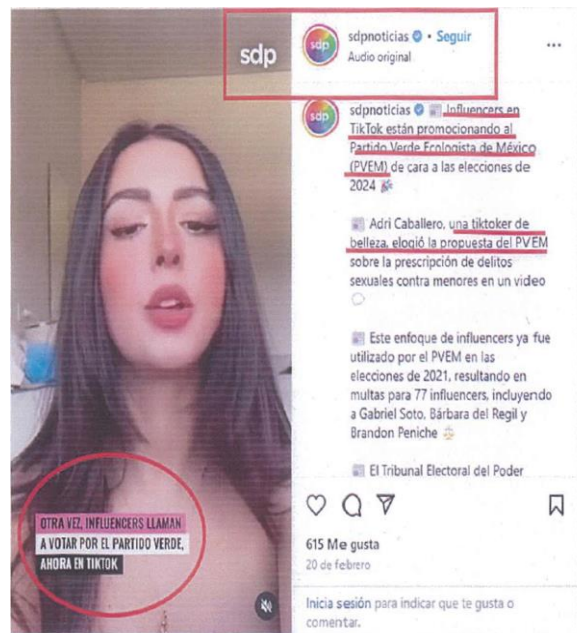 sdp
sdp
sdpnoticias • Seguir
Audio original
...
sdp
sdpnoticias Influencers en
TikTok están promocionando al
Partido Verde Ecologista de México
(PVEM) de cara a las elecciones de
2024
Adri Caballero, una tiktoker de
belleza, elogió la propuesta del PVEM
sobre la prescripción de delitos
sexuales contra menores en un video
Este enfoque de influencers ya fue
utilizado por el PVEM en las
elecciones de 2021, resultando en
multas para 77 influencers, incluyendo
a Gabriel Soto, Bárbara del Regil y
Brandon Peniche
El Tribunal Electoral del Poder
OTRA VEZ, INFLUENCERS LLAMAN
A VOTAR POR EL PARTIDO VERDE,
AHORA EN TIKTOK
615 Me gusta
20 de febrero
Inicia sesión para indicar que te gusta o
comentar.